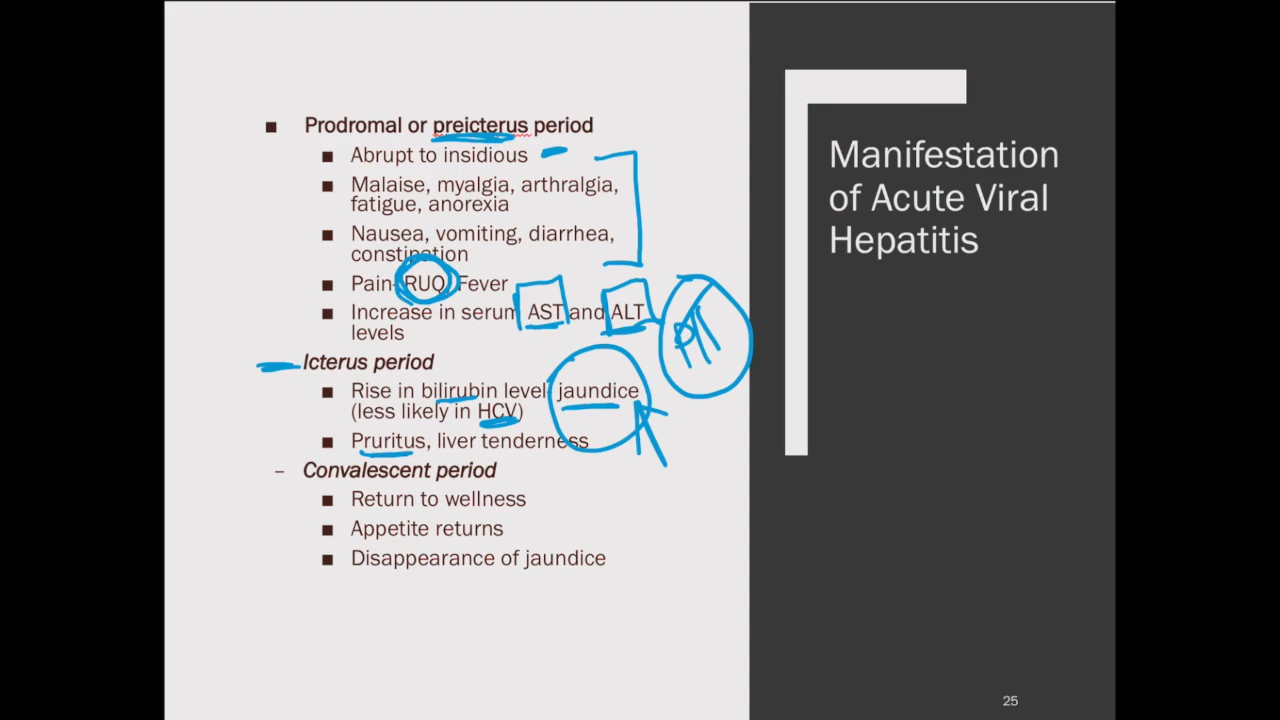 ■ Prodromal or preicterus period
■ Abrupt to insidious
■ Malaise, myalgia, arthralgia,
fatigue, anorexia
■ Nausea, vomiting, diarrhea,
constipation
■ Pain- RUQ, Fever
■ Increase in serum AST and ALT
levels
Icterus period
■ Rise in bilirubin level- jaundice
(less likely in HCV)
■ Pruritus, liver tenderness
– Convalescent period
■ Return to wellness
■ Appetite returns
■ Disappearance of jaundice
Manifestation
of Acute Viral
Hepatitis
25